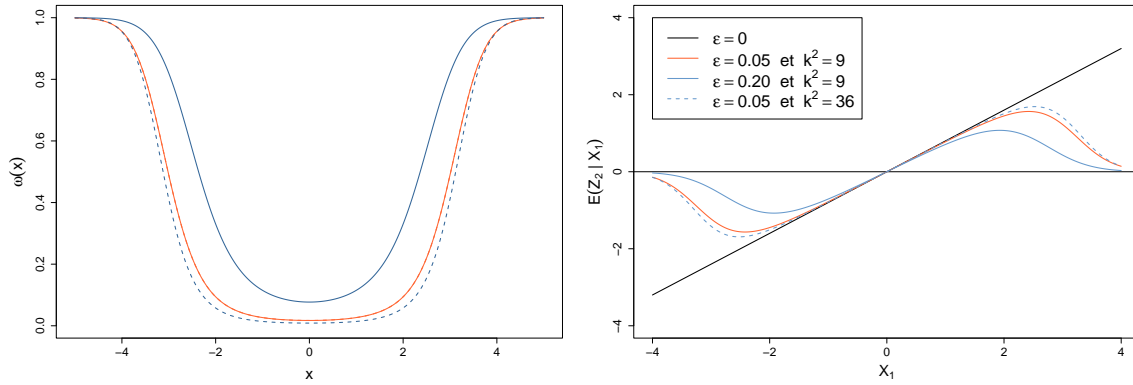 1.0
0.8
0.6
0.4
0.2
0.0
ω(x)
−4 −2 0 2 4
x
4
2
0
−2
−4
E(Z2 | X1)
ε = 0
ε = 0.05 et k² = 9
ε = 0.20 et k² = 9
ε = 0.05 et k² = 36
−4 −2 0 2 4
X1